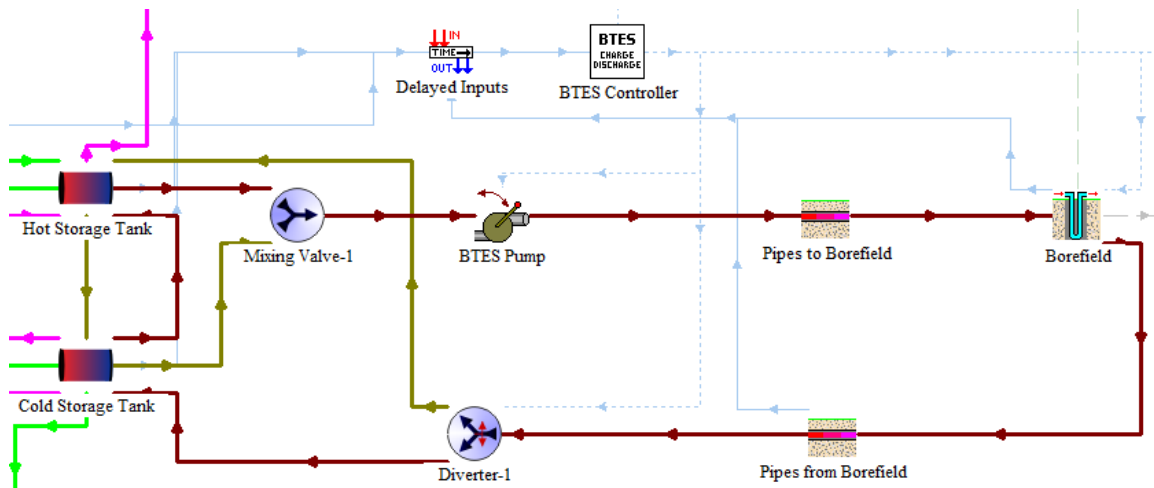 IN
TIME
OUT
Delayed Inputs
BTES
CHARGE
DISCHARGE
BTES Controller
Hot Storage Tank
Mixing Valve-1
BTES Pump
Pipes to Borefield
Borefield
Cold Storage Tank
Diverter-1
Pipes from Borefield